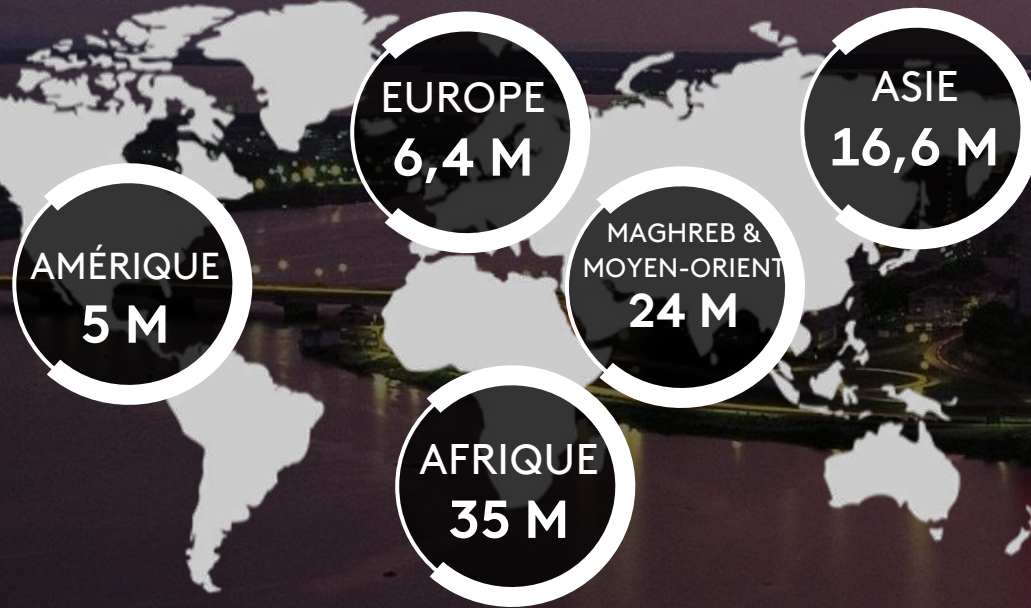 EUROPE
6,4 M
ASIE
16,6 M
AMÉRIQUE
5 M
MAGHREB &
MOYEN-ORIENT
24 M
AFRIQUE
35 M